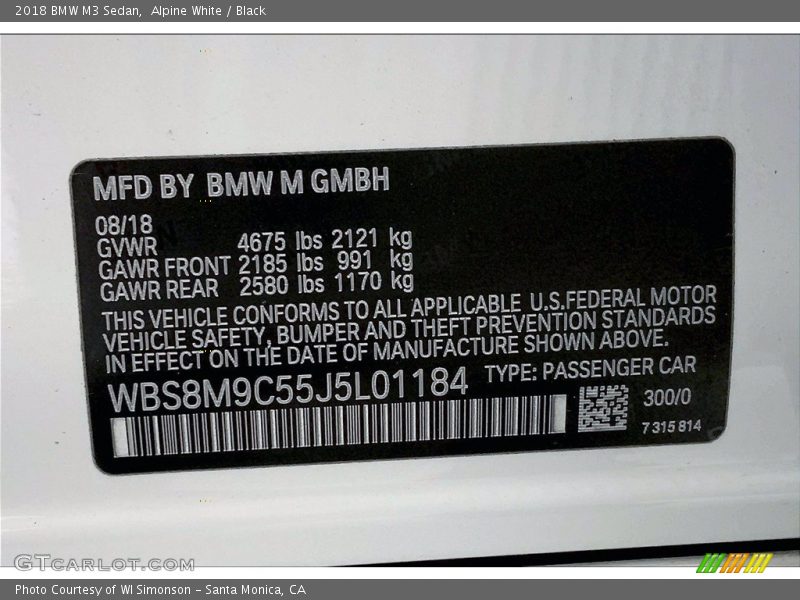 2018 BMW M3 Sedan,  Alpine White / Black
MFD BY BMW M GMBH
08/18
GVWR 4675 lbs 2121 kg
GAWR FRONT 2185 lbs 991 kg
GAWR REAR 2580 lbs 1170 kg
THIS VEHICLE CONFORMS TO ALL APPLICABLE U.S.FEDERAL MOTOR
VEHICLE SAFETY, BUMPER AND THEFT PREVENTION STANDARDS
IN EFFECT ON THE DATE OF MANUFACTURE SHOWN ABOVE.
WBS8M9C55J5L01184 TYPE: PASSENGER CAR
300/0
7 315 814
GTCARLOT.COM
Photo Courtesy of WI Simonson – Santa Monica, CA